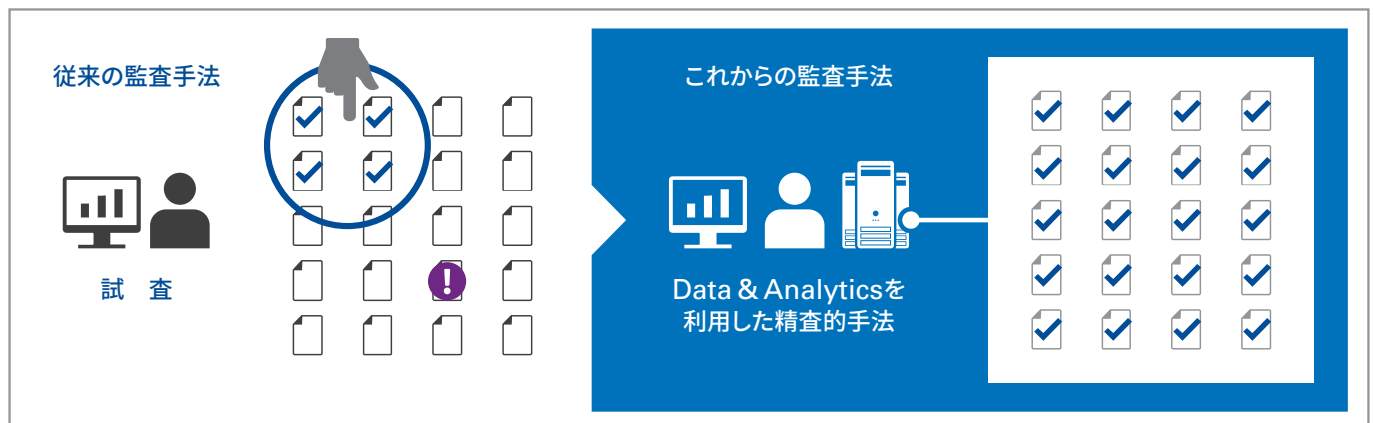 従来の監査手法
試 査
これからの監査手法
Data & Analyticsを
利用した精査的手法